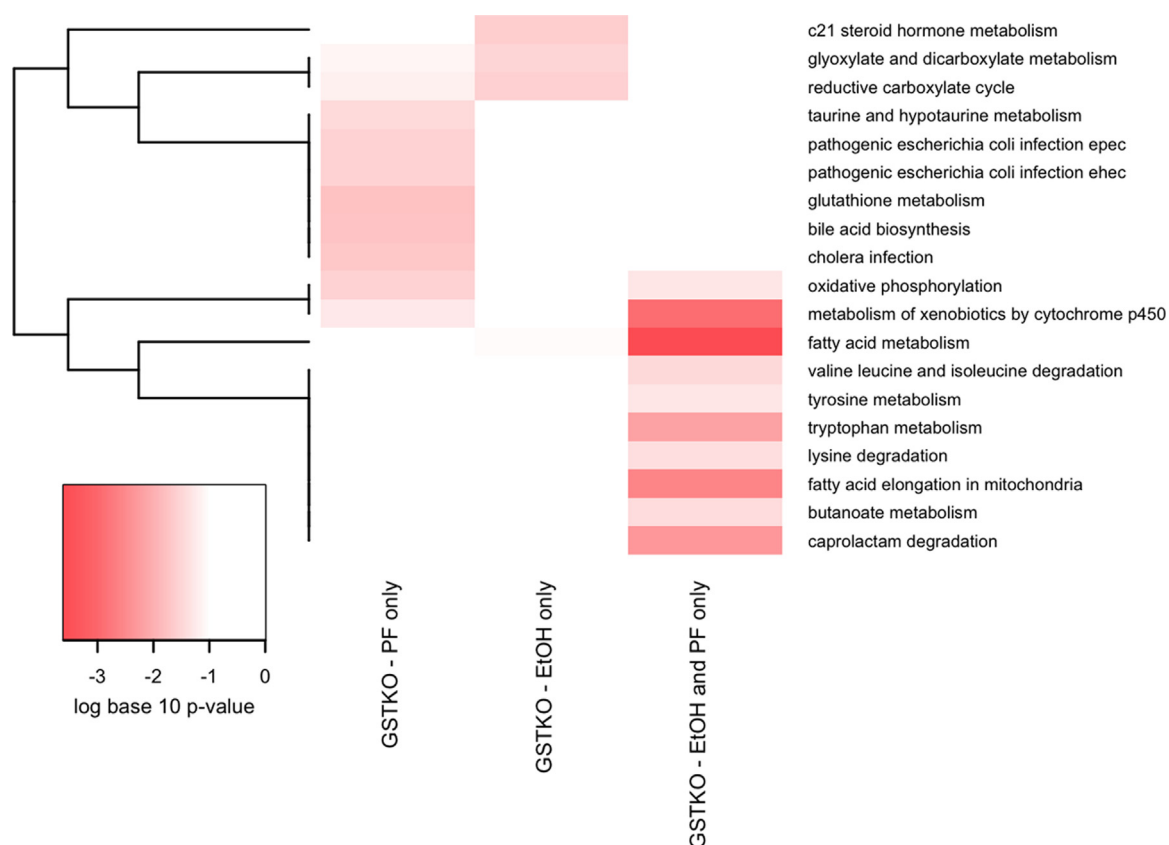 c21 steroid hormone metabolism
glyoxylate and dicarboxylate metabolism
reductive carboxylate cycle
taurine and hypotaurine metabolism
pathogenic escherichia coli infection epec
pathogenic escherichia coli infection ehec
glutathione metabolism
bile acid biosynthesis
cholera infection
oxidative phosphorylation
metabolism of xenobiotics by cytochrome p450
fatty acid metabolism
valine leucine and isoleucine degradation
tyrosine metabolism
tryptophan metabolism
lysine degradation
fatty acid elongation in mitochondria
butanoate metabolism
caprolactam degradation
-3 -2 -1 0
log base 10 p-value
GSTKO - PF only
GSTKO - EtOH only
GSTKO - EtOH and PF only